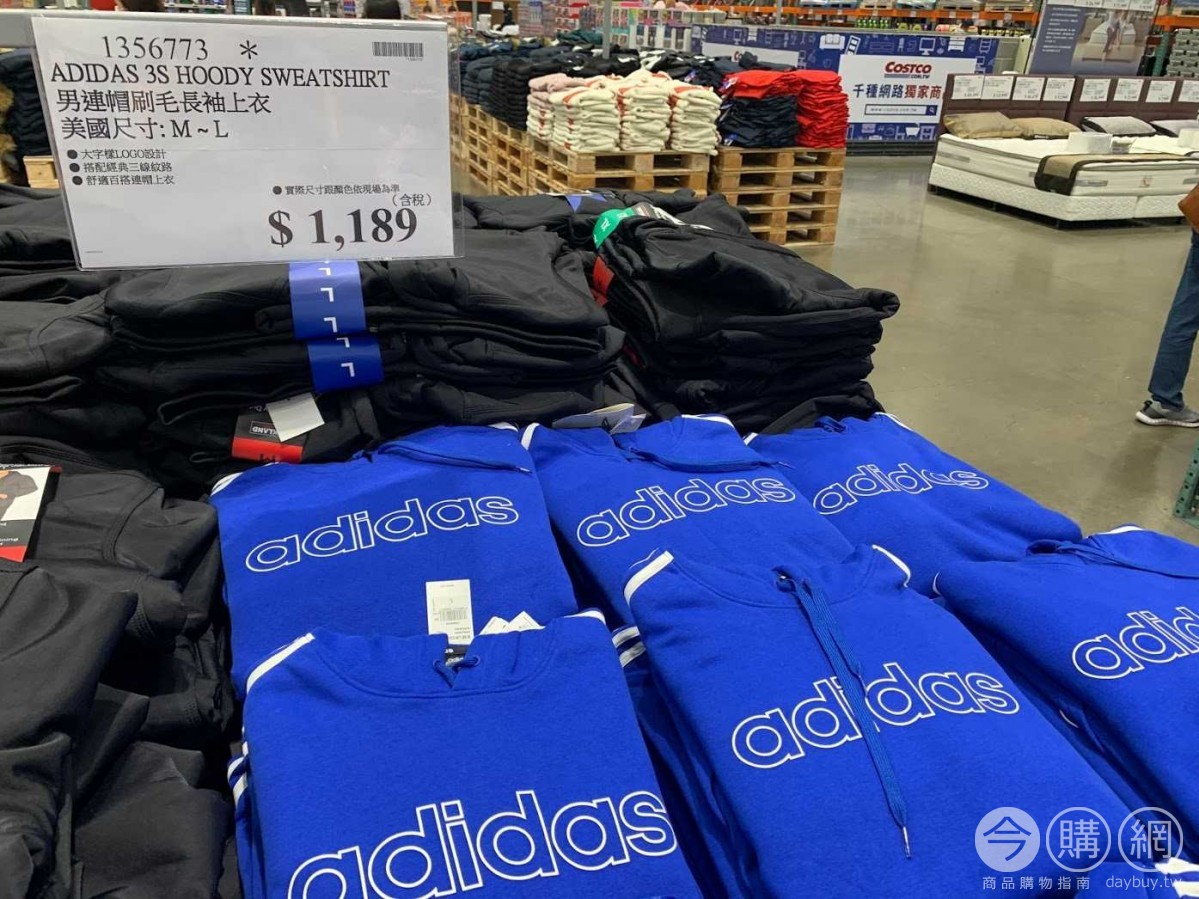 1356773 *
ADIDAS 3S HOODY SWEATSHIRT
男連帽刷毛長袖上衣
美國尺寸: M ~ L
● 大字樣LOGO設計
● 搭配經典三線紋路
● 舒適百搭連帽上衣
● 實際尺寸跟顏色依現場為準
(含稅)
$ 1,189
COSTCO
千種網路獨家商
L
L
L
L
M
adidas
adidas
adidas
adidas
adidas
adidas
今購網
商品購物指南 daybuy.tw